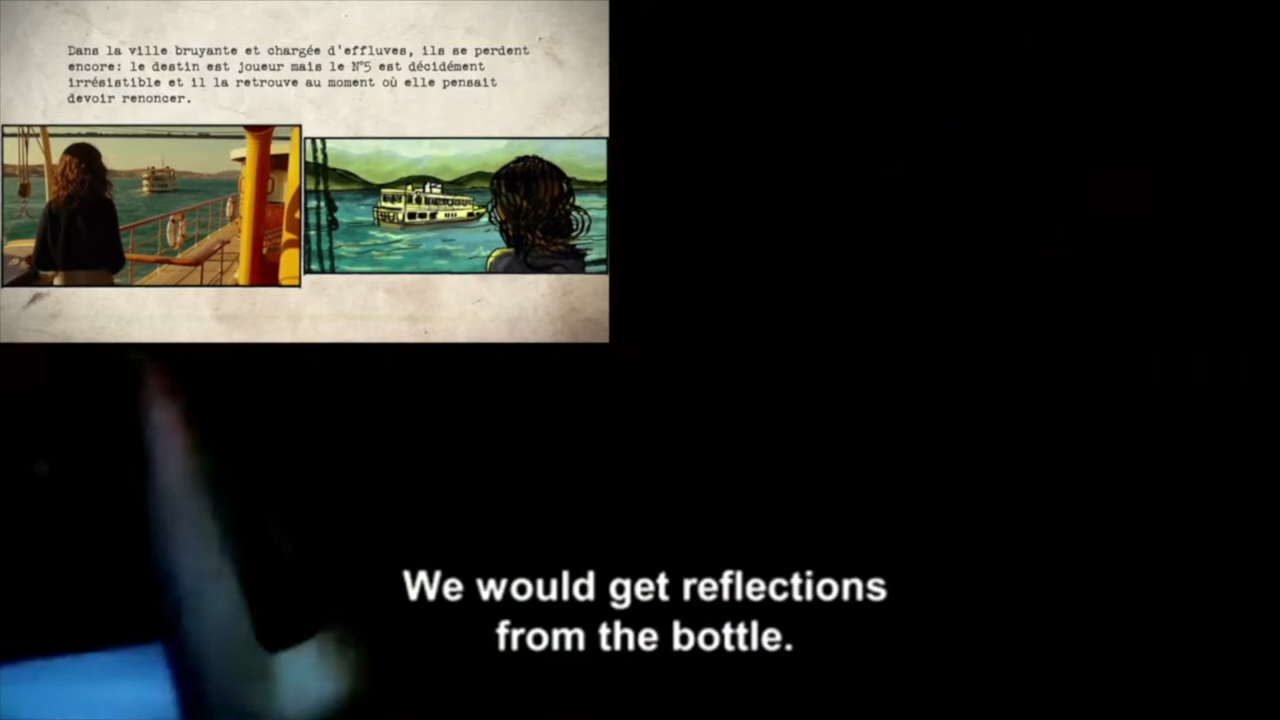 Dans la ville bruyante et chargée d'effluves, ils se perdent
encore: le destin est joueur mais le N°5 est décidément
irrésistible et il la retrouve au moment où elle pensait
devoir renoncer.
We would get reflections
from the bottle.